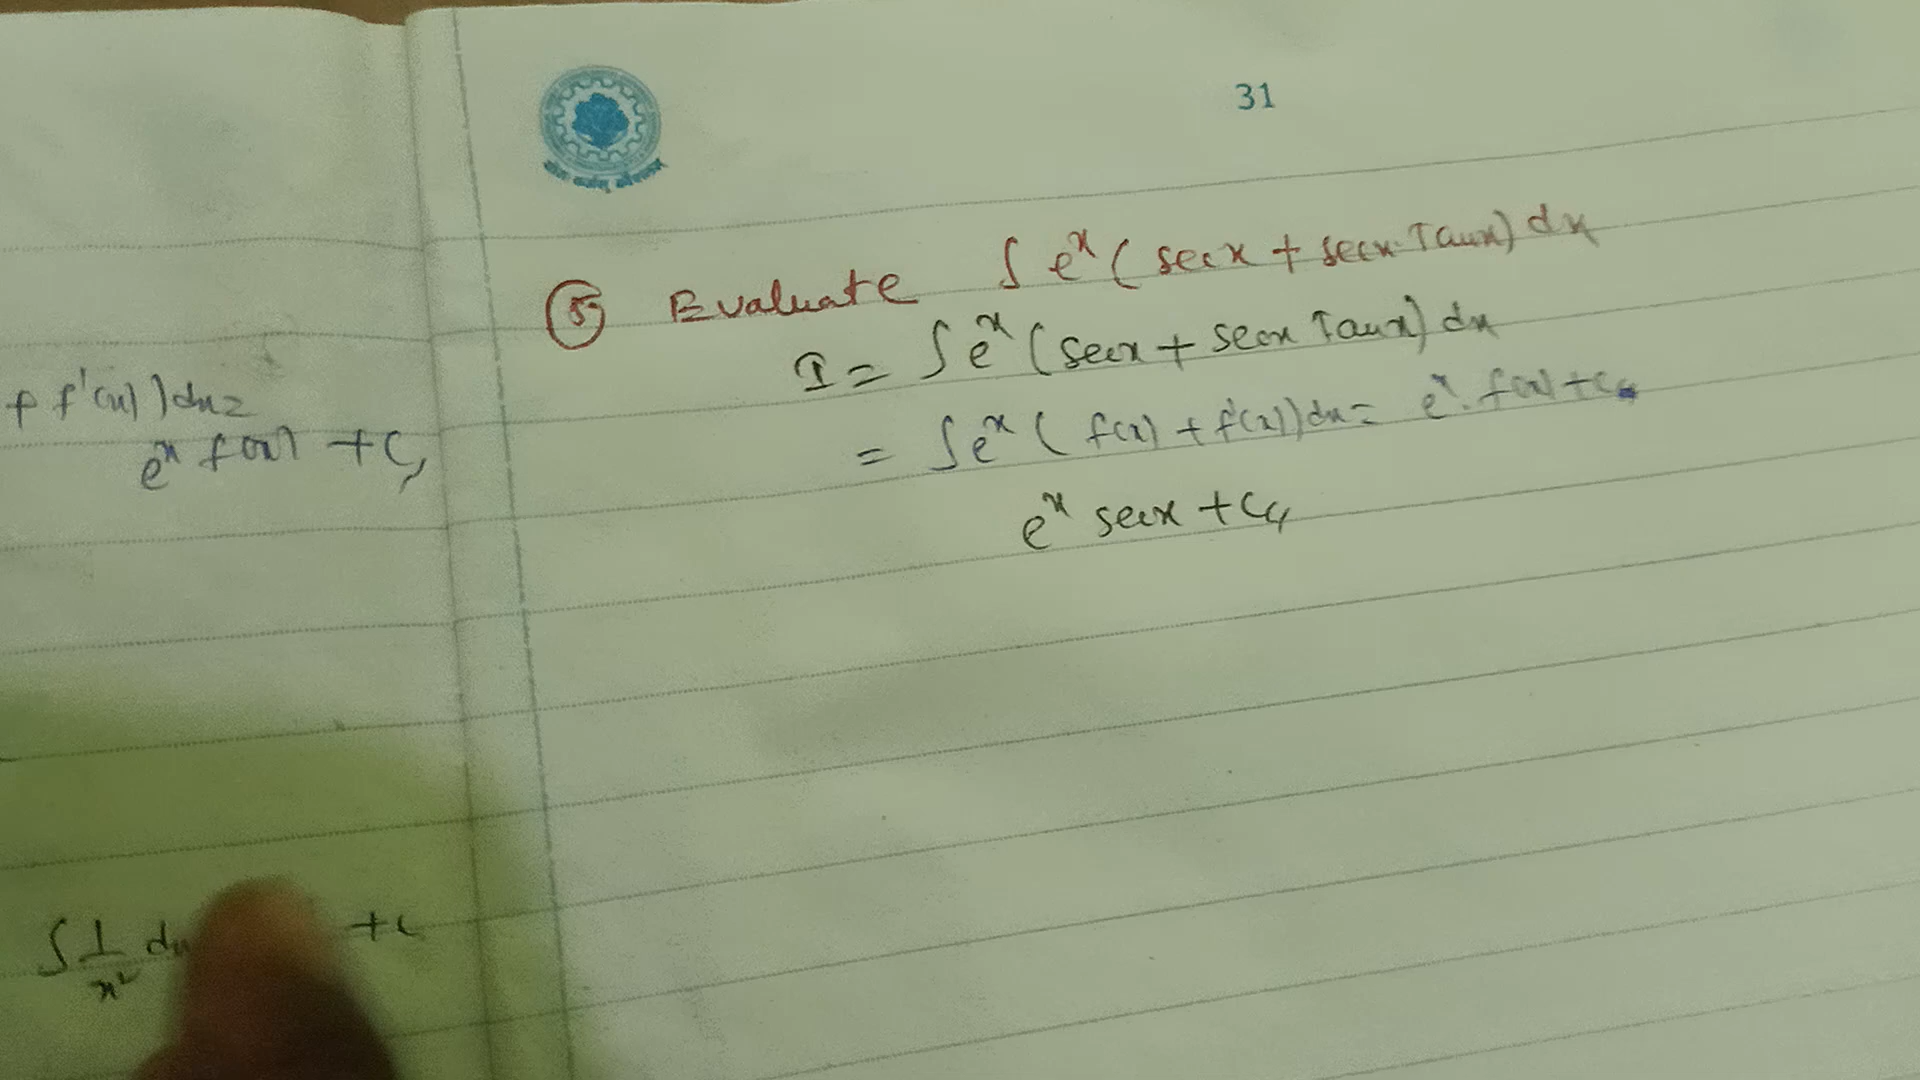 31
⑤ Evaluate ∫ eˣ ( secx + secx. Tanx) dx
I = ∫ eˣ (secx + secx Tanx) dx
= ∫ eˣ ( f(x) + f'(x)) dx = eˣ. f(x) + c
eˣ secx + c
f'(x) ) dx =
eˣ f(x) + c,
∫ 1/x² dx
+ c